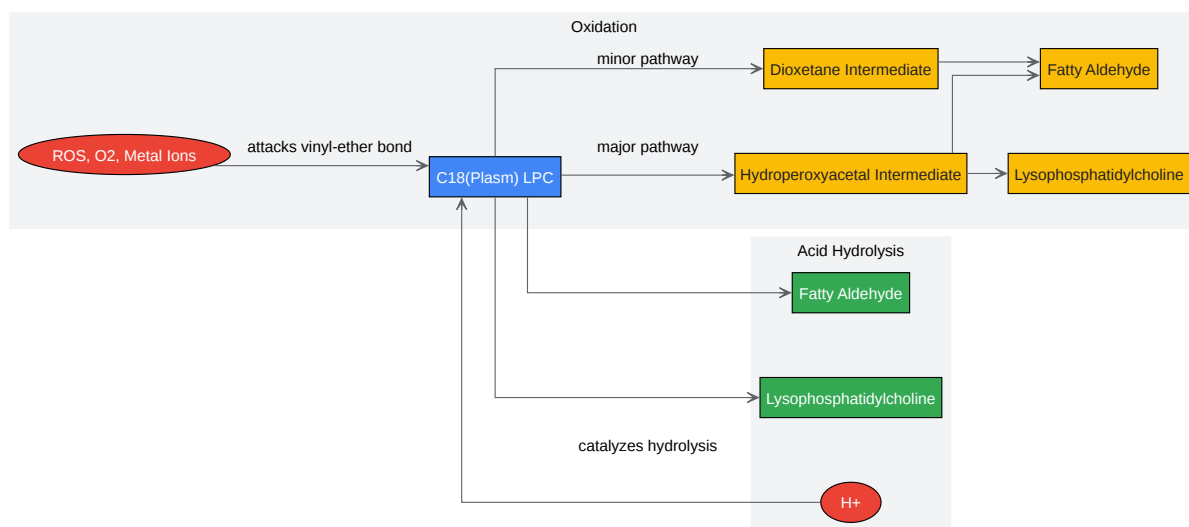 Oxidation
minor pathway
Dioxetane Intermediate
Fatty Aldehyde
ROS, O2, Metal Ions
attacks vinyl-ether bond
C18(Plasm) LPC
major pathway
Hydroperoxyacetal Intermediate
Lysophosphatidylcholine
Acid Hydrolysis
Fatty Aldehyde
Lysophosphatidylcholine
catalyzes hydrolysis
H+